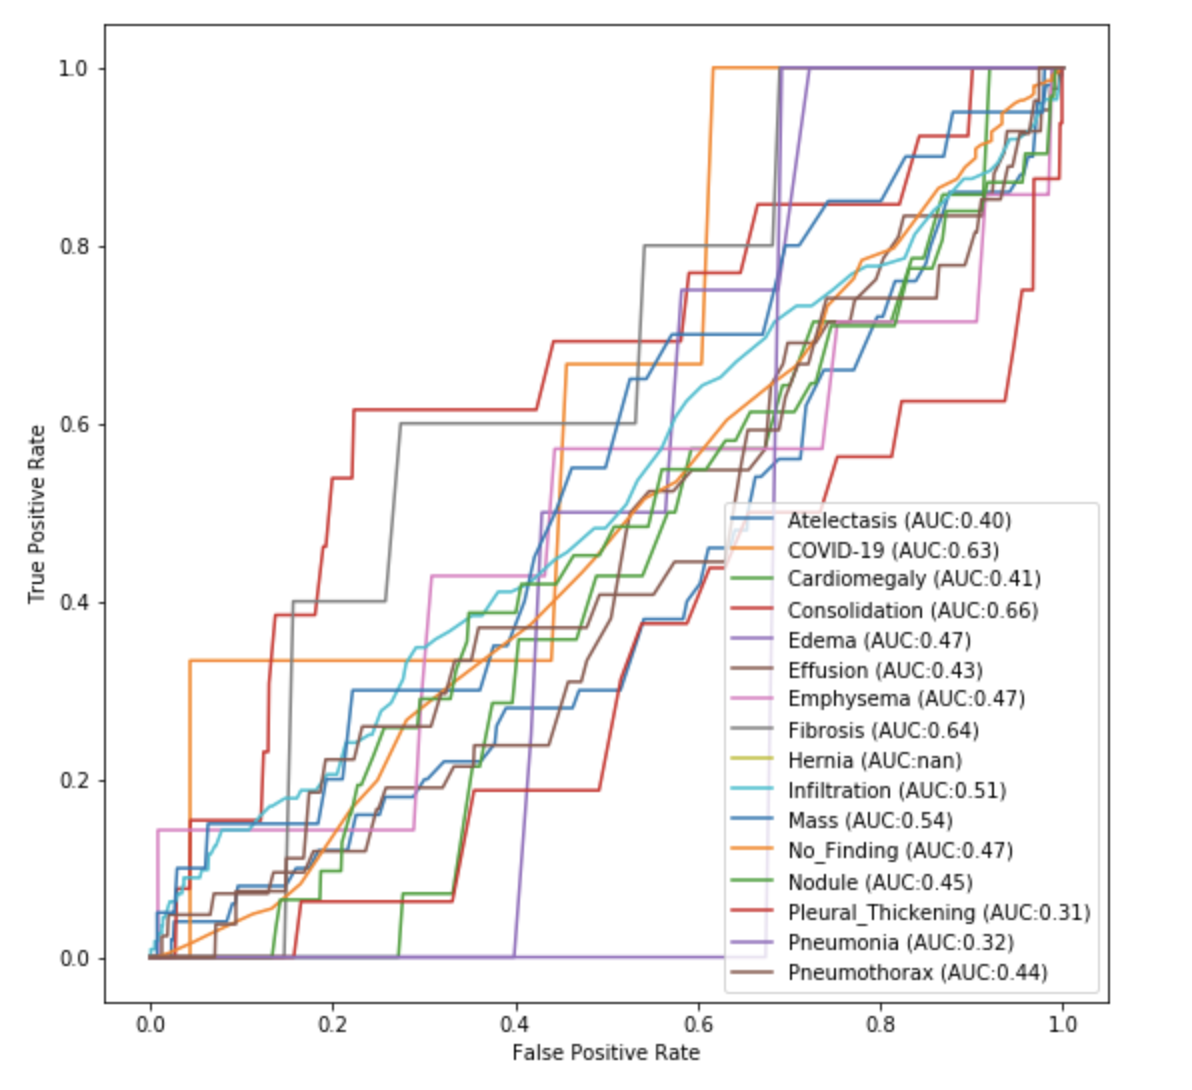 1.0
0.8
0.6
0.4
0.2
0.0
True Positive Rate
Atelectasis (AUC:0.40)
COVID-19 (AUC:0.63)
Cardiomegaly (AUC:0.41)
Consolidation (AUC:0.66)
Edema (AUC:0.47)
Effusion (AUC:0.43)
Emphysema (AUC:0.47)
Fibrosis (AUC:0.64)
Hernia (AUC:nan)
Infiltration (AUC:0.51)
Mass (AUC:0.54)
No_Finding (AUC:0.47)
Nodule (AUC:0.45)
Pleural_Thickening (AUC:0.31)
Pneumonia (AUC:0.32)
Pneumothorax (AUC:0.44)
0.0 0.2 0.4 0.6 0.8 1.0
False Positive Rate